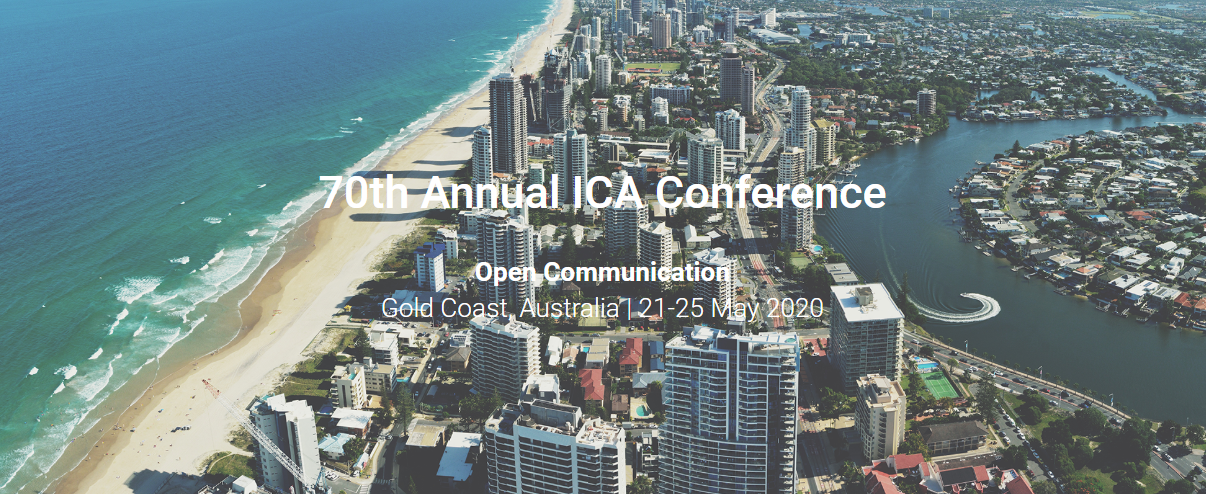 70th Annual ICA Conference
Open Communication
Gold Coast, Australia | 21-25 May 2020